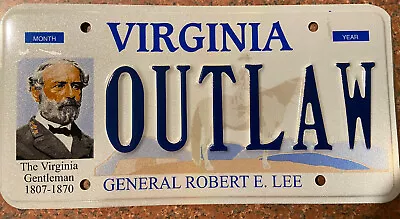 MONTH
VIRGINIA
YEAR
OUTLAW
The Virginia
Gentleman
1807-1870
GENERAL ROBERT E. LEE